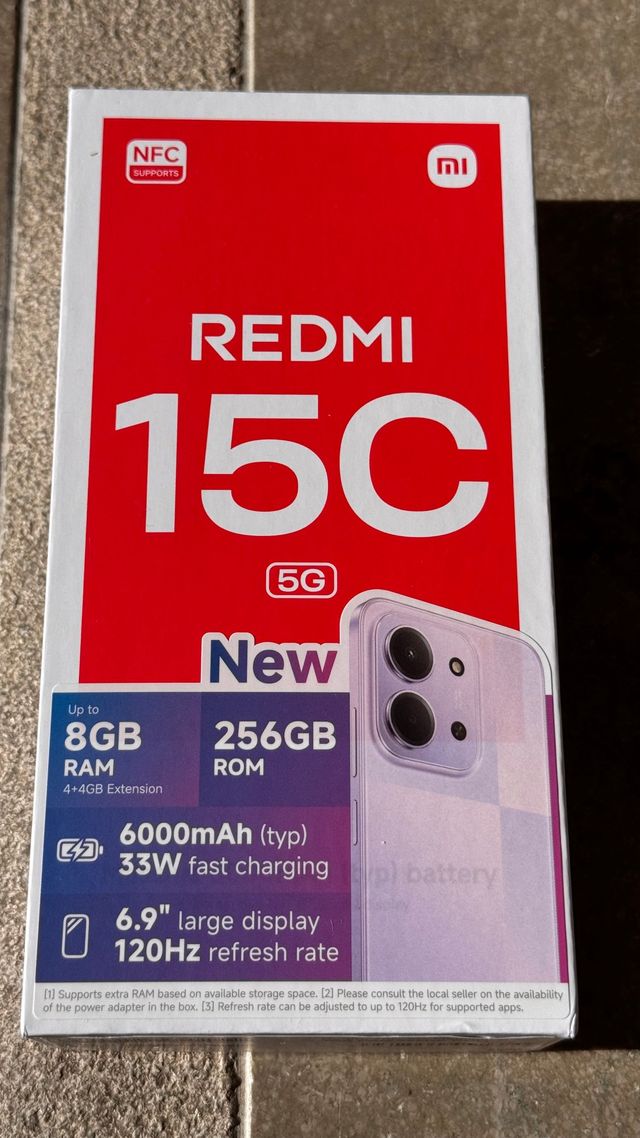 NFC
SUPPORTS
mi
REDMI
15C
5G
New
Up to
8GB
RAM
4+4GB Extension
256GB
ROM
6000mAh (typ)
33W fast charging
(typ) battery
6.9" large display
120Hz refresh rate
[1] Supports extra RAM based on available storage space. [2] Please consult the local seller on the availability
of the power adapter in the box. [3] Refresh rate can be adjusted to up to 120Hz for supported apps.